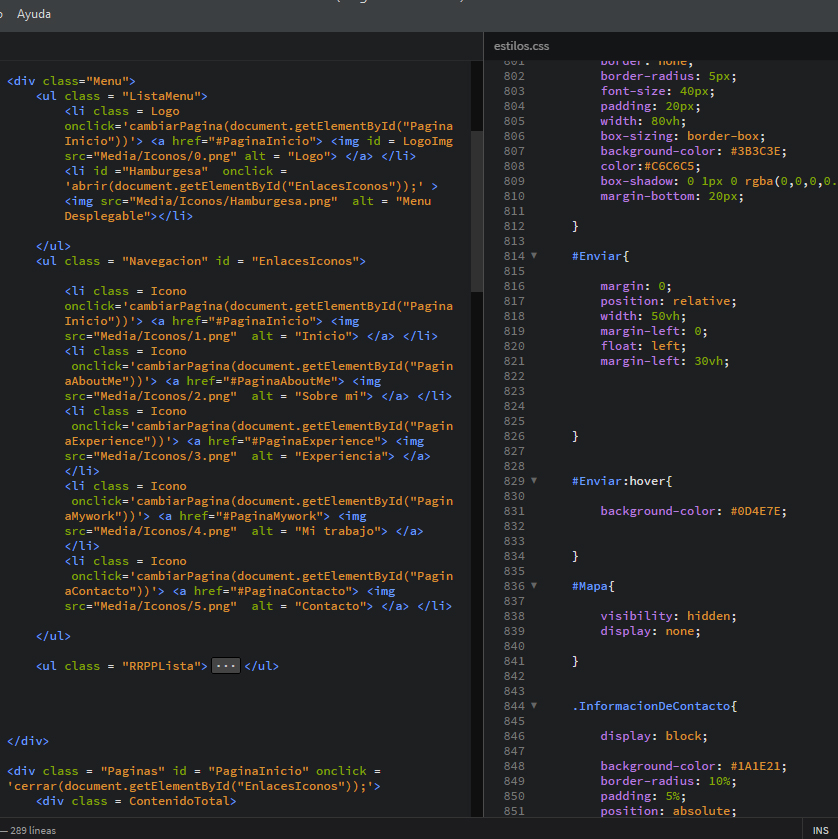 Ayuda
estilos.css
<div class="Menu">
<ul class = "ListaMenu">
<li class = Logo
onclick='cambiarPagina(document.getElementById("Pagina
Inicio"))'> <a href="#PaginaInicio"> <img id = LogoImg
src="Media/Iconos/0.png" alt = "Logo"> </a> </li>
<li id ="Hamburgesa"  onclick =
'abrir(document.getElementById("EnlacesIconos"));' >
<img src="Media/Iconos/Hamburgesa.png"  alt = "Menu
Desplegable"></li>
</ul>
<ul class = "Navegacion" id = "EnlacesIconos">
<li class = Icono
onclick='cambiarPagina(document.getElementById("Pagina
Inicio"))'> <a href="#PaginaInicio"> <img
src="Media/Iconos/1.png"  alt = "Inicio"> </a> </li>
<li class = Icono
onclick='cambiarPagina(document.getElementById("Pagin
aAboutMe"))'> <a href="#PaginaAboutMe"> <img
src="Media/Iconos/2.png"  alt = "Sobre mi"> </a> </li>
<li class = Icono
onclick='cambiarPagina(document.getElementById("Pagin
aExperience"))'> <a href="#PaginaExperience"> <img
src="Media/Iconos/3.png"  alt = "Experiencia"> </a>
</li>
<li class = Icono
onclick='cambiarPagina(document.getElementById("Pagin
aMywork"))'> <a href="#PaginaMywork"> <img
src="Media/Iconos/4.png"  alt = "Mi trabajo"> </a>
</li>
<li class = Icono
onclick='cambiarPagina(document.getElementById("Pagin
aContacto"))'> <a href="#PaginaContacto"> <img
src="Media/Iconos/5.png"  alt = "Contacto"> </a> </li>
</ul>
<ul class = "RRPPLista"> ... </ul>
</div>
<div class = "Paginas" id = "PaginaInicio" onclick =
'cerrar(document.getElementById("EnlacesIconos"));'>
<div class = ContenidoTotal>
801 border: none;
802 border-radius: 5px;
803 font-size: 40px;
804 padding: 20px;
805 width: 80vh;
806 box-sizing: border-box;
807 background-color: #3B3C3E;
808 color:#C6C6C5;
809 box-shadow: 0 1px 0 rgba(0,0,0,0.
810 margin-bottom: 20px;
811
812 }
813
814 #Enviar{
815
816 margin: 0;
817 position: relative;
818 width: 50vh;
819 margin-left: 0;
820 float: left;
821 margin-left: 30vh;
822
823
824
825
826 }
827
828
829 #Enviar:hover{
830
831 background-color: #0D4E7E;
832
833
834 }
835
836 #Mapa{
837
838 visibility: hidden;
839 display: none;
840
841 }
842
843
844 .InformacionDeContacto{
845
846 display: block;
847
848 background-color: #1A1E21;
849 border-radius: 10%;
850 padding: 5%;
851 position: absolute;
— 289 líneas
INS